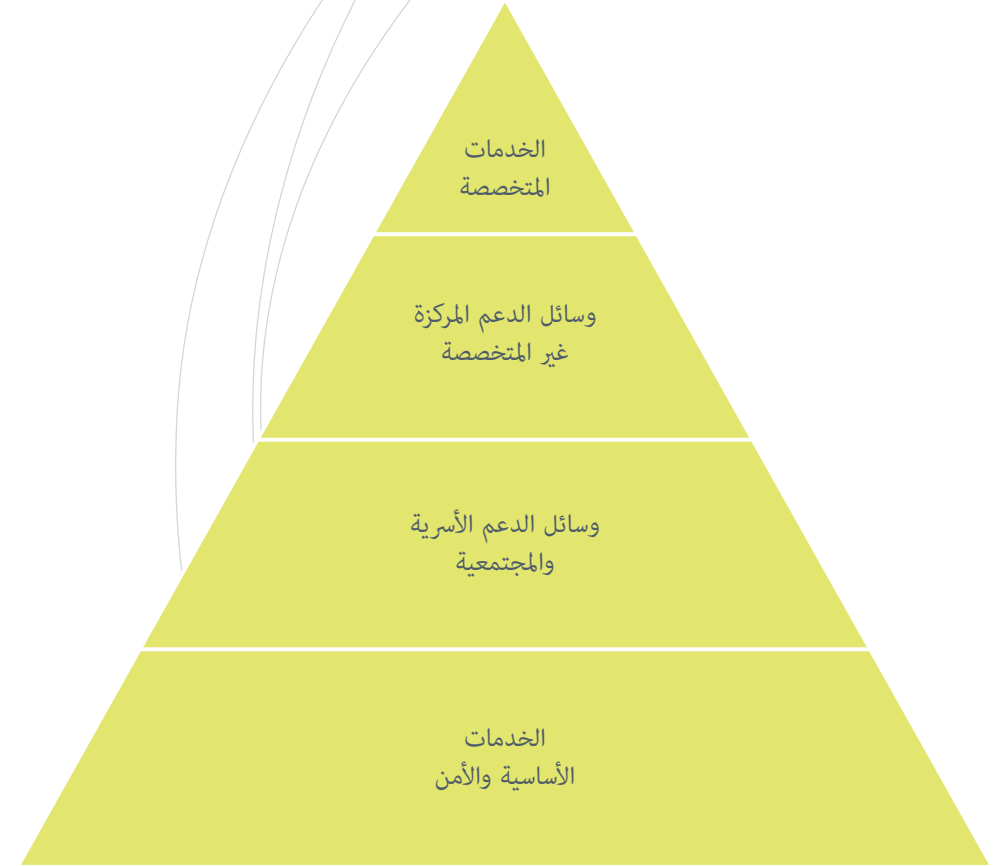 الخدمات
المتخصصة
وسائل الدعم المركزة
غير المتخصصة
وسائل الدعم الأسرية
والمجتمعية
الخدمات
الأساسية والأمن